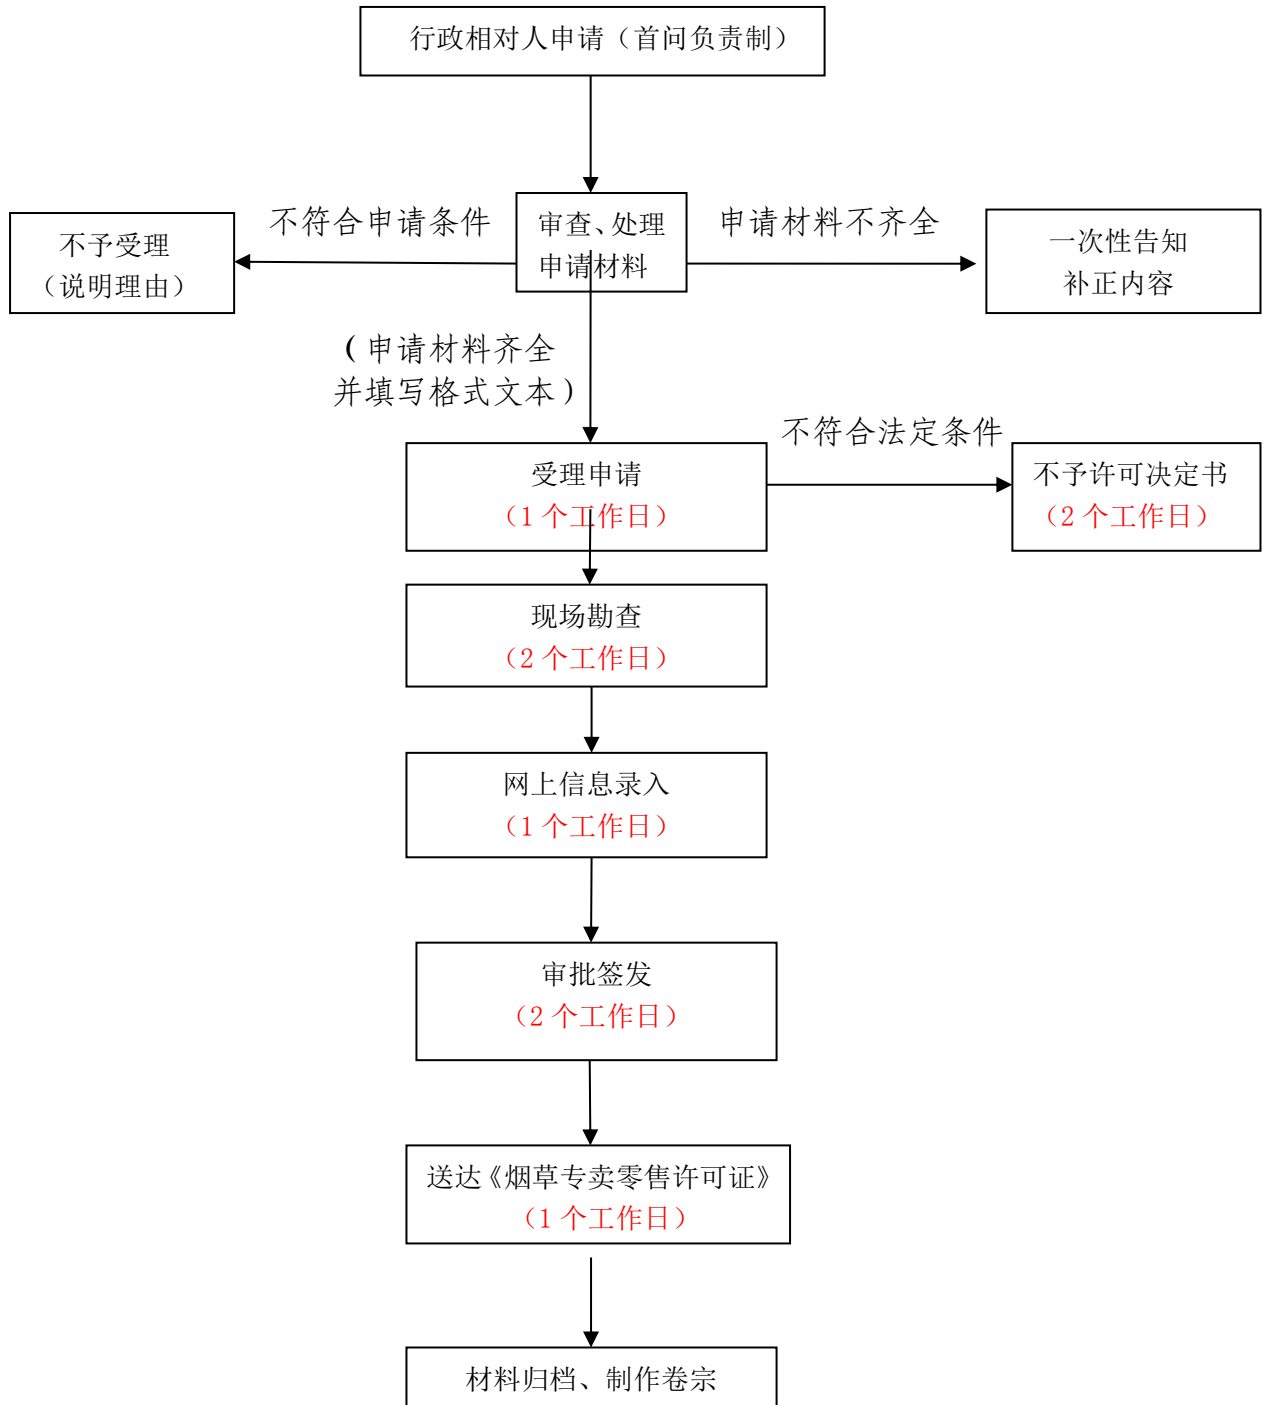 行政相对人申请（首问负责制）
不符合申请条件
审查、处理
申请材料
申请材料不齐全
不予受理
（说明理由）
一次性告知
补正内容
（申请材料齐全
并填写格式文本）
不符合法定条件
受理申请
（1 个工作日）
不予许可决定书
（2 个工作日）
现场勘查
（2 个工作日）
网上信息录入
（1 个工作日）
审批签发
（2 个工作日）
送达《烟草专卖零售许可证》
（1 个工作日）
材料归档、制作卷宗